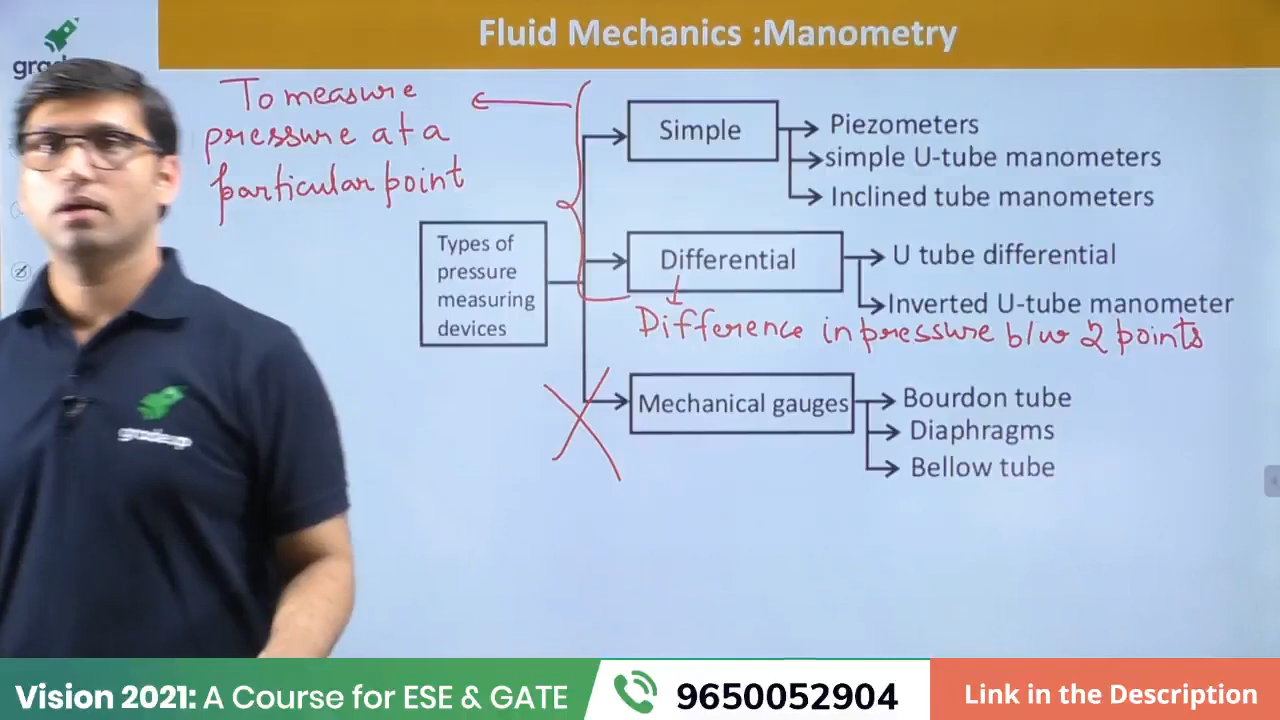 Fluid Mechanics :Manometry
To measure
pressure at a
particular point
Simple
Piezometers
simple U-tube manometers
Inclined tube manometers
Types of
pressure
measuring
devices
Differential
U tube differential
Inverted U-tube manometer
Difference in pressure b/w 2 points
Mechanical gauges
Bourdon tube
Diaphragms
Bellow tube
gradeup
Vision 2021: A Course for ESE & GATE
9650052904
Link in the Description